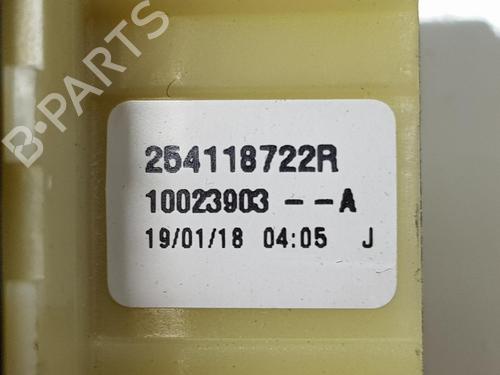 B-PARTS
254118722R
10023903 --A
19/01/18 04:05 J